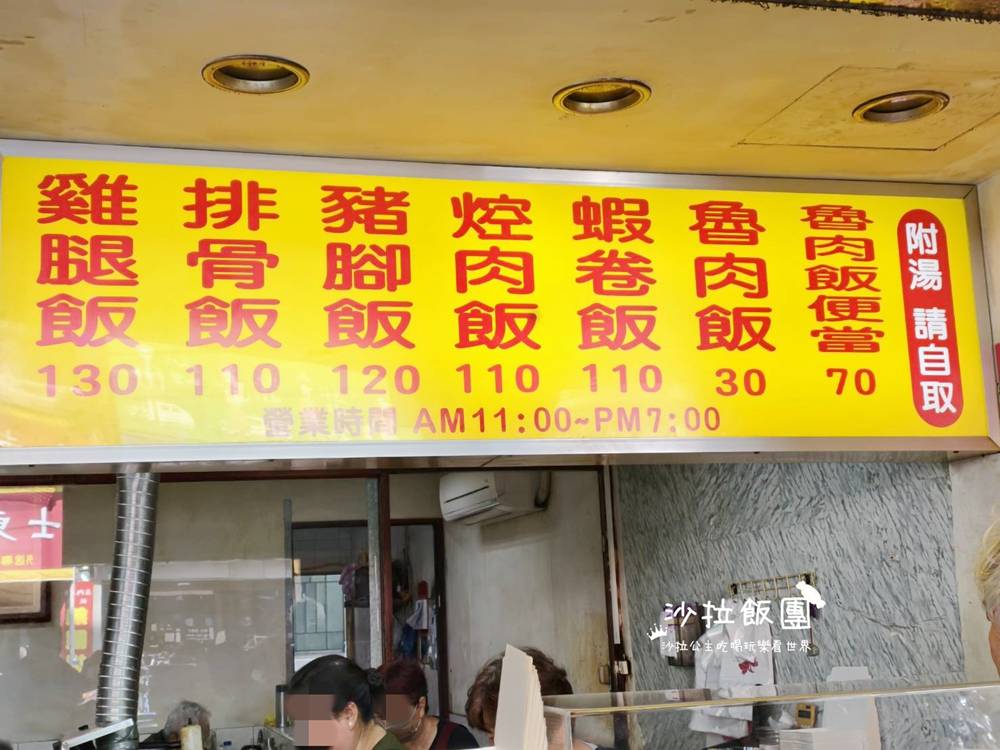 雞腿飯 130
排骨飯 110
豬腳飯 120
焢肉飯 110
蝦卷飯 110
魯肉飯 30
魯肉飯便當 70
附湯 請自取
營業時間 AM11:00~PM7:00
沙拉飯團
沙拉公主吃喝玩樂看世界